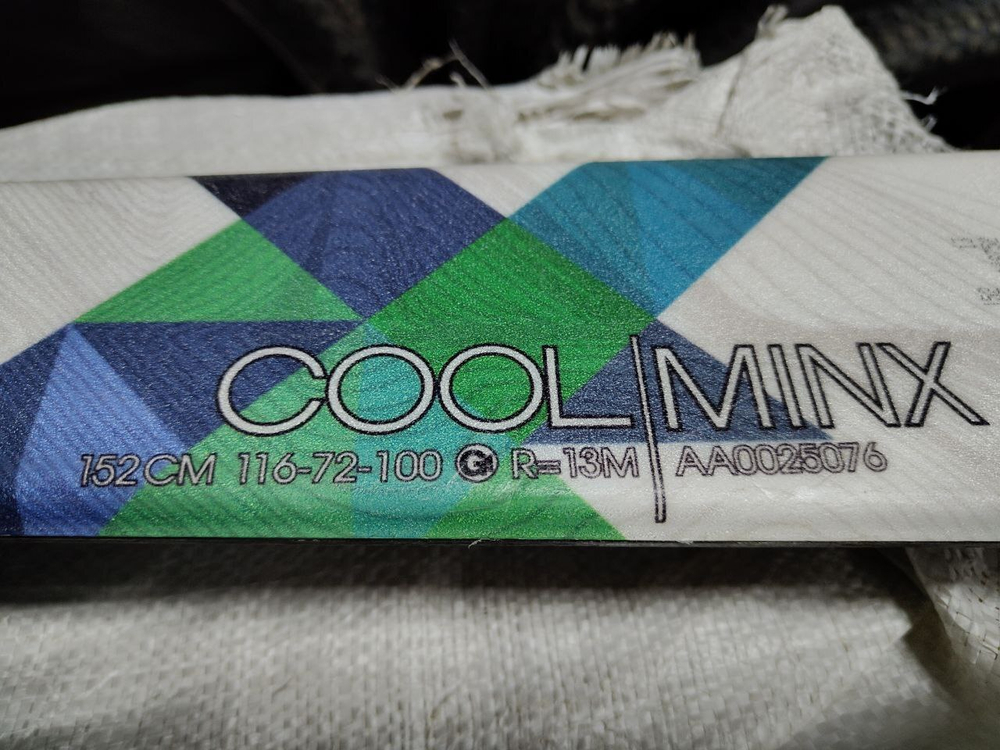 COOL|MINX
152CM 116-72-100 G R=13M AA0025076